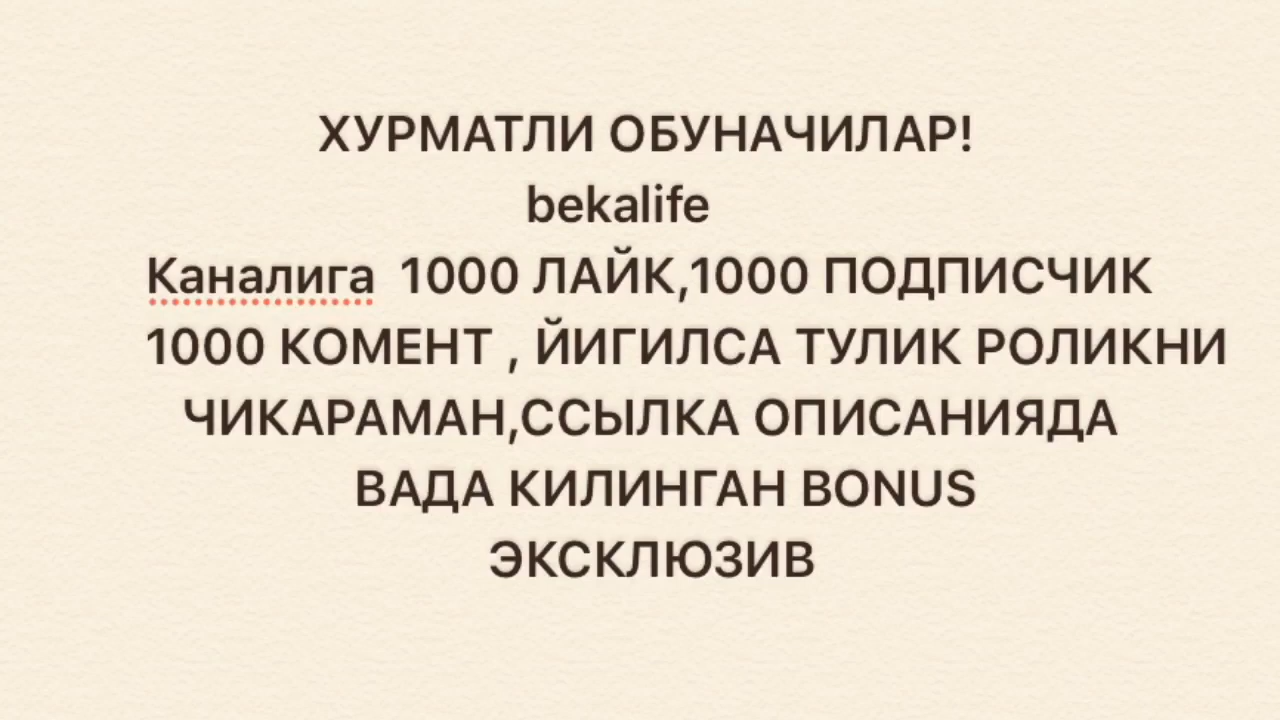 ХУРМАТЛИ ОБУНАЧИЛАР!
bekalife
Каналига 1000 ЛАЙК,1000 ПОДПИСЧИК
1000 КОМЕНТ , ЙИГИЛСА ТУЛИК РОЛИКНИ
ЧИКАРАМАН,ССЫЛКА ОПИСАНИЯДА
ВАДА КИЛИНГАН BONUS
ЭКСКЛЮЗИВ